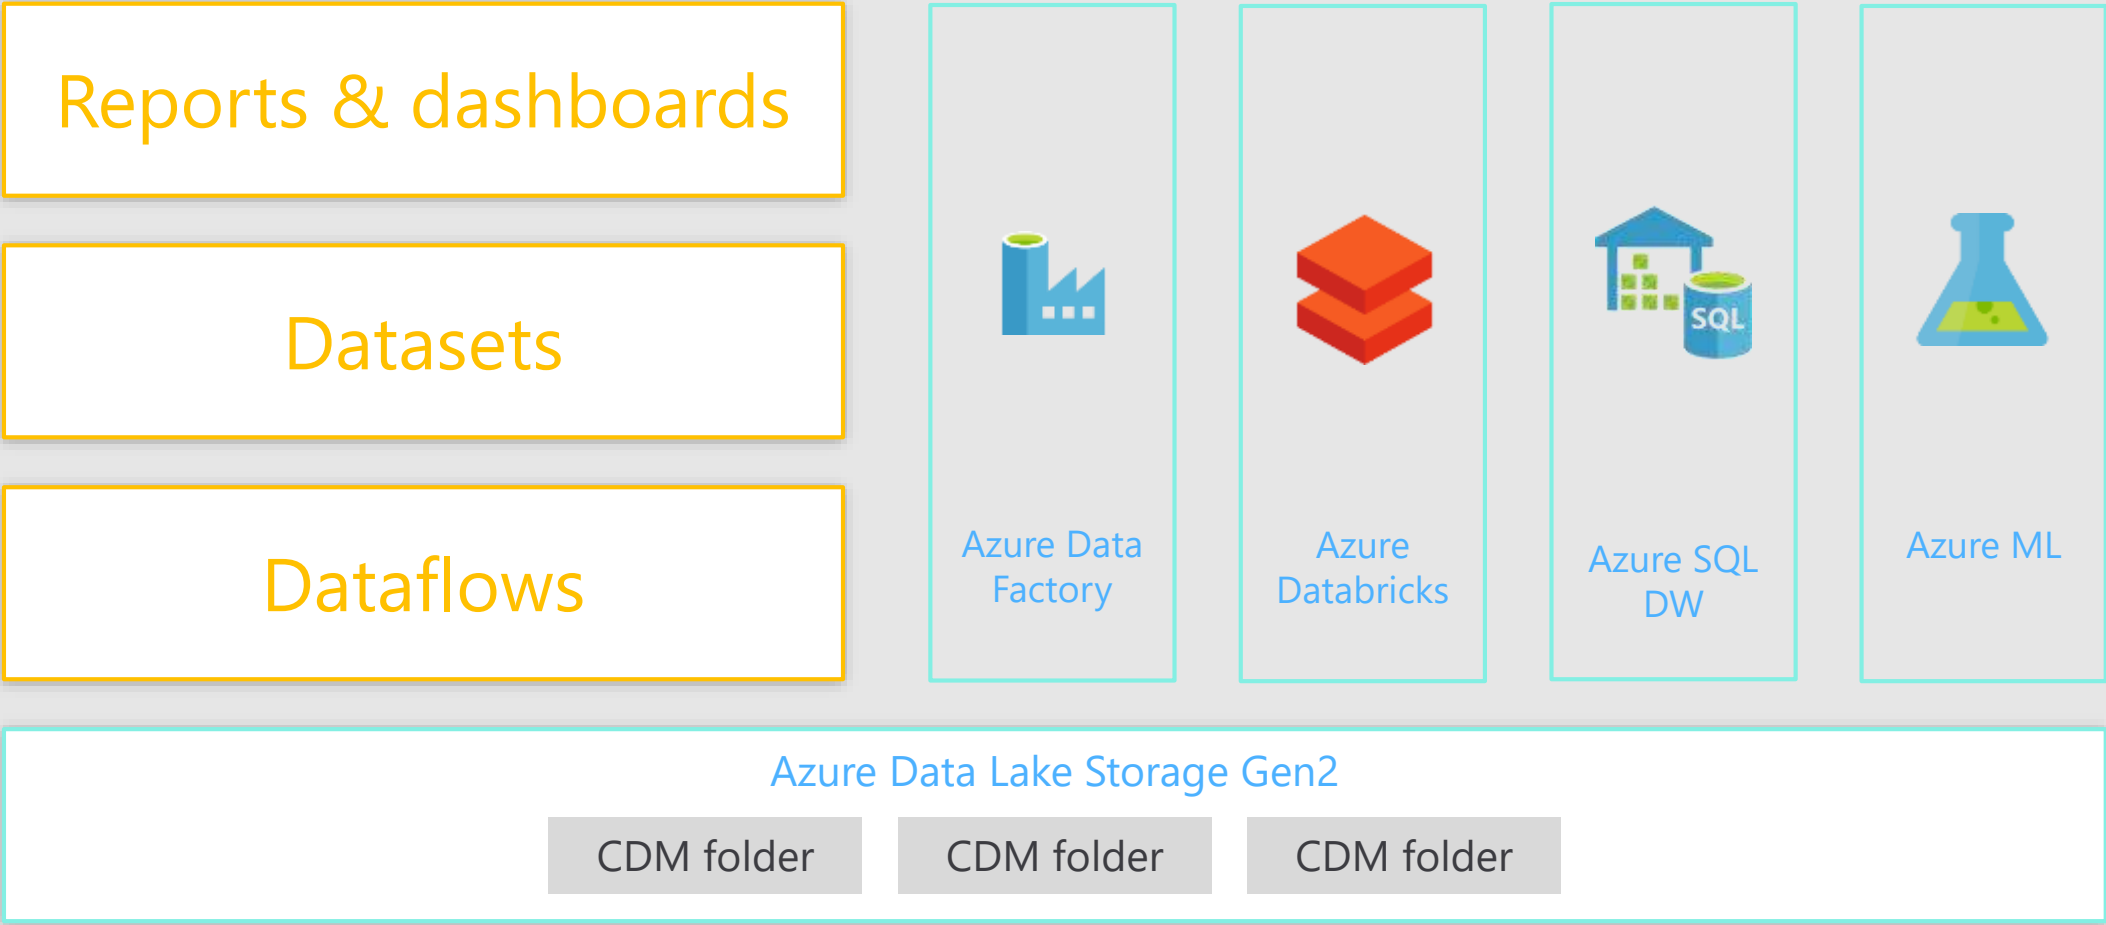 Reports & dashboards
Datasets
Dataflows
SQL
Azure Data
Factory
Azure
Databricks
Azure SQL
DW
Azure ML
Azure Data Lake Storage Gen2
CDM folder
CDM folder
CDM folder